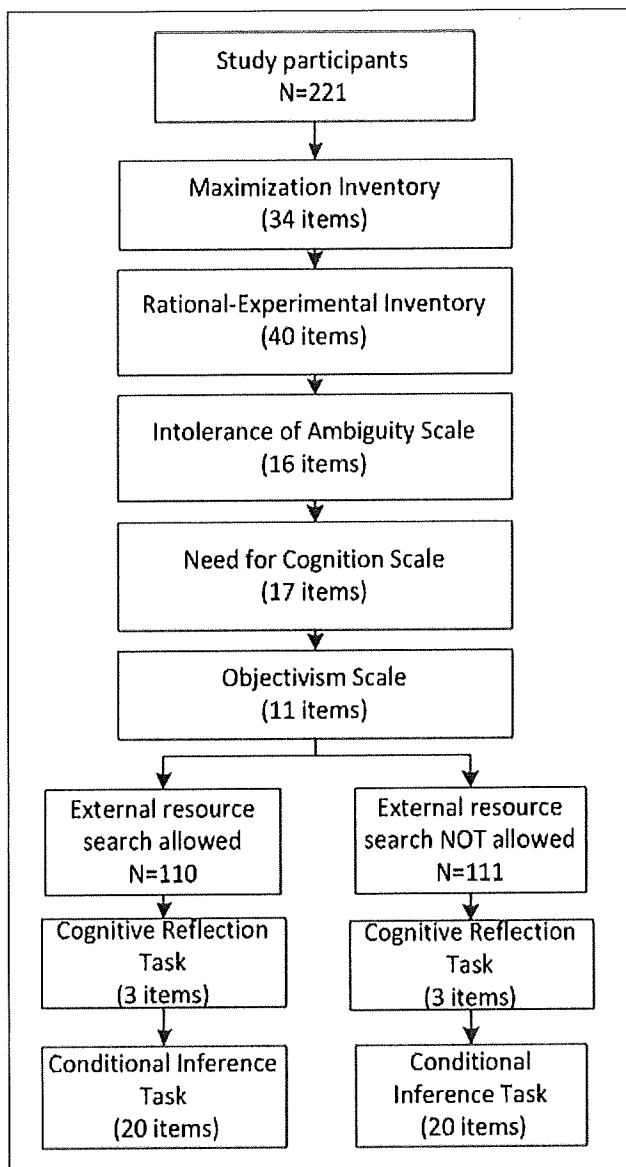 Study participants
N=221
Maximization Inventory
(34 items)
Rational-Experimental Inventory
(40 items)
Intolerance of Ambiguity Scale
(16 items)
Need for Cognition Scale
(17 items)
Objectivism Scale
(11 items)
External resource
search allowed
N=110
External resource
search NOT allowed
N=111
Cognitive Reflection
Task
(3 items)
Cognitive Reflection
Task
(3 items)
Conditional Inference
Task
(20 items)
Conditional
Inference Task
(20 items)